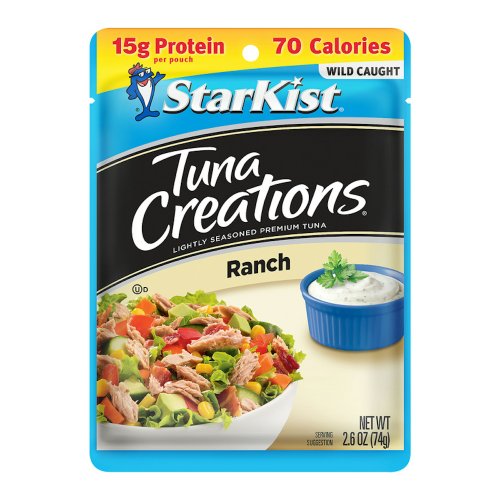 15g Protein
per pouch
70 Calories
WILD CAUGHT
StarKist®
Tuna
Creations®
LIGHTLY SEASONED PREMIUM TUNA
Ranch
U D
SERVING
SUGGESTION
NET WT
2.6 OZ (74g)